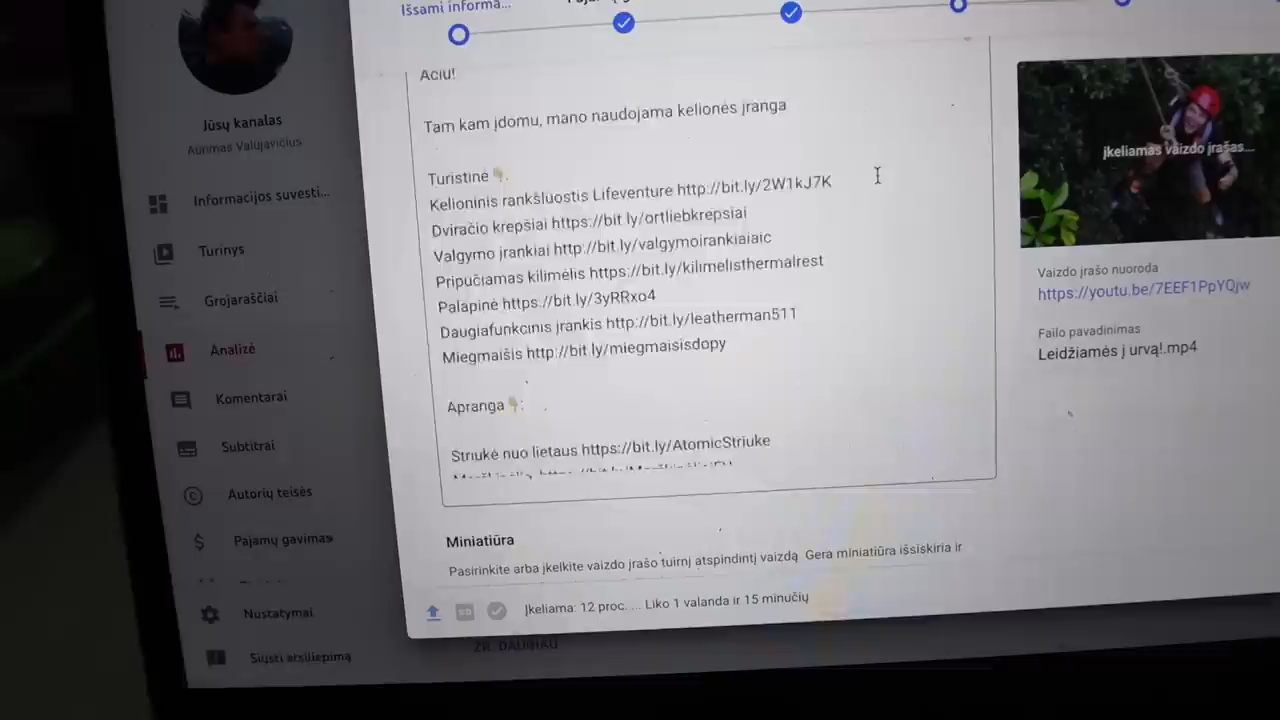 Išsami informa...
Jūsų kanalas
Aurimas Valujavičius
Informacijos suvesti...
Turinys
Grojaraščiai
Analizė
Komentarai
Subtitrai
Autorių teisės
Pajamų gavimas
Nustatymai
Siųsti atsiliepimą
Aciu!
Tam kam įdomu, mano naudojama kelionės įranga
Turistinė 👇:
Kelioninis rankšluostis Lifeventure http://bit.ly/2W1kJ7K
Dviračio krepšiai https://bit ly/ortliebkrepsiai
Valgymo įrankiai http://bit.ly/valgymoirankiaiaic
Pripučiamas kilimėlis https://bit.ly/kilimelisthermalrest
Palapinė https://bit.ly/3yRRxo4
Daugiafunkcinis įrankis http://bit.ly/leatherman511
Miegmaišis http://bit ly/miegmaisisdopy
Apranga 👇:
Striukė nuo lietaus https://bit.ly/AtomicStriuke
Miniatiūra
Pasirinkite arba įkelkite vaizdo įrašo tuirnį atspindintį vaizdą Gera miniatiūra išsiskiria ir
Įkeliama: 12 proc. ... Liko 1 valanda ir 15 minučių
įkeliamas vaizdo įrašas...
Vaizdo įrašo nuoroda
https://youtu.be/7EEF1PpYQjw
Failo pavadinimas
Leidžiamės į urvą!.mp4